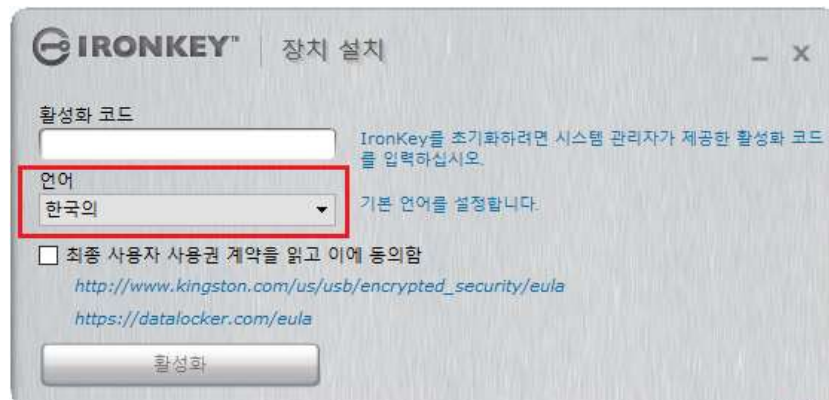 IRONKEY™ 장치 설치
활성화 코드
IronKey를 초기화하려면 시스템 관리자가 제공한 활성화 코드
를 입력하십시오.
언어
한국의
기본 언어를 설정합니다.
최종 사용자 사용권 계약을 읽고 이에 동의함
http://www.kingston.com/us/usb/encrypted_security/eula
https://datalocker.com/eula
활성화